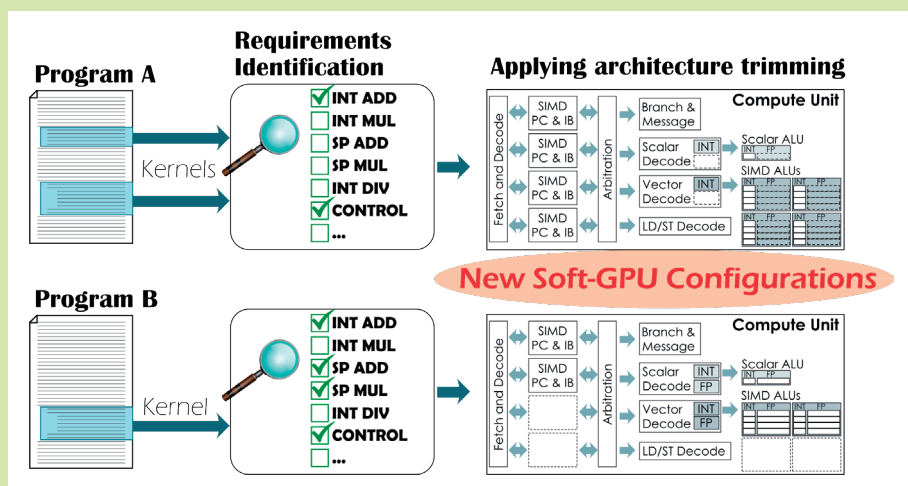 Program A
Kernels
Requirements
Identification
INT ADD
INT MUL
SP ADD
SP MUL
INT DIV
CONTROL
...
Applying architecture trimming
Compute Unit
Fetch and Decode
SIMD
PC & IB
SIMD
PC & IB
SIMD
PC & IB
SIMD
PC & IB
Arbitration
Branch &
Message
Scalar
Decode
INT
Vector
Decode
INT
LD/ST Decode
Scalar ALU
INT FP
SIMD ALUs
INT FP INT FP
New Soft-GPU Configurations
Program B
Kernel
INT ADD
INT MUL
SP ADD
SP MUL
INT DIV
CONTROL
...
Compute Unit
Fetch and Decode
SIMD
PC & IB
SIMD
PC & IB
Arbitration
Branch &
Message
Scalar
Decode
INT
FP
Vector
Decode
INT
FP
LD/ST Decode
Scalar ALU
INT FP
SIMD ALUs
INT FP INT FP